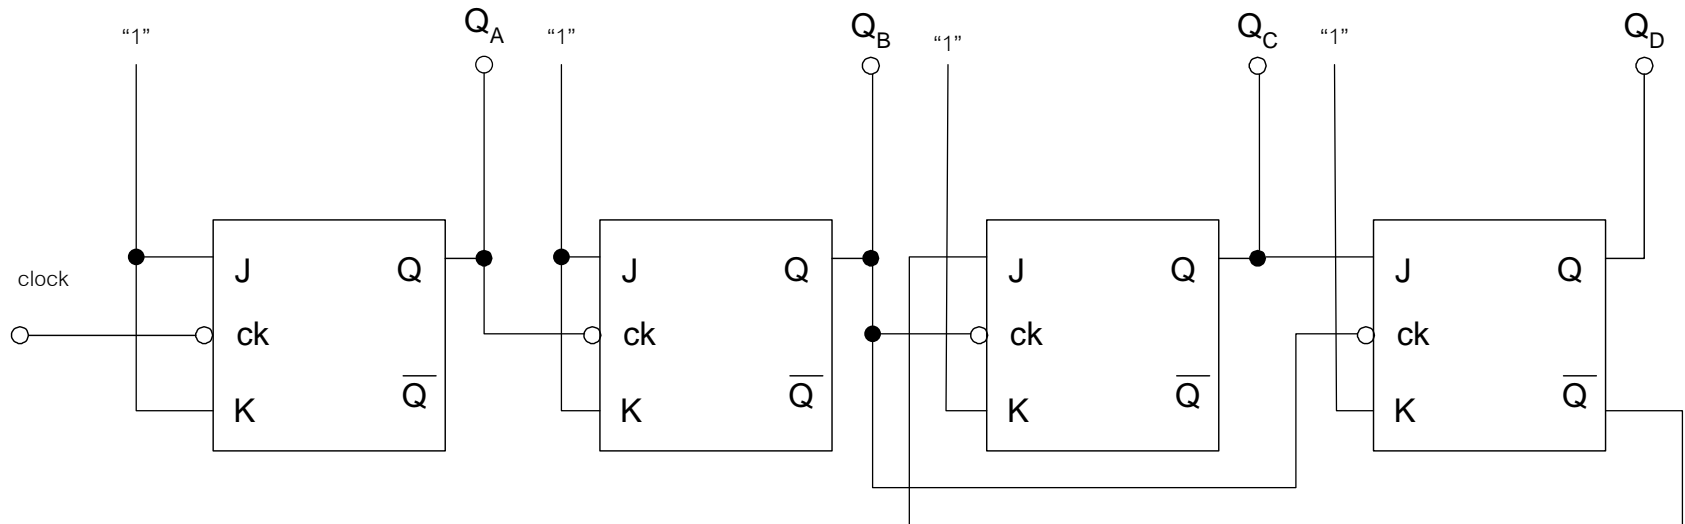 “1” Q_A “1” Q_B “1” Q_C “1” Q_D
J Q J Q J Q J Q
clock
ck ck ck ck
Q̅ Q̅ Q̅ Q̅
K K K K